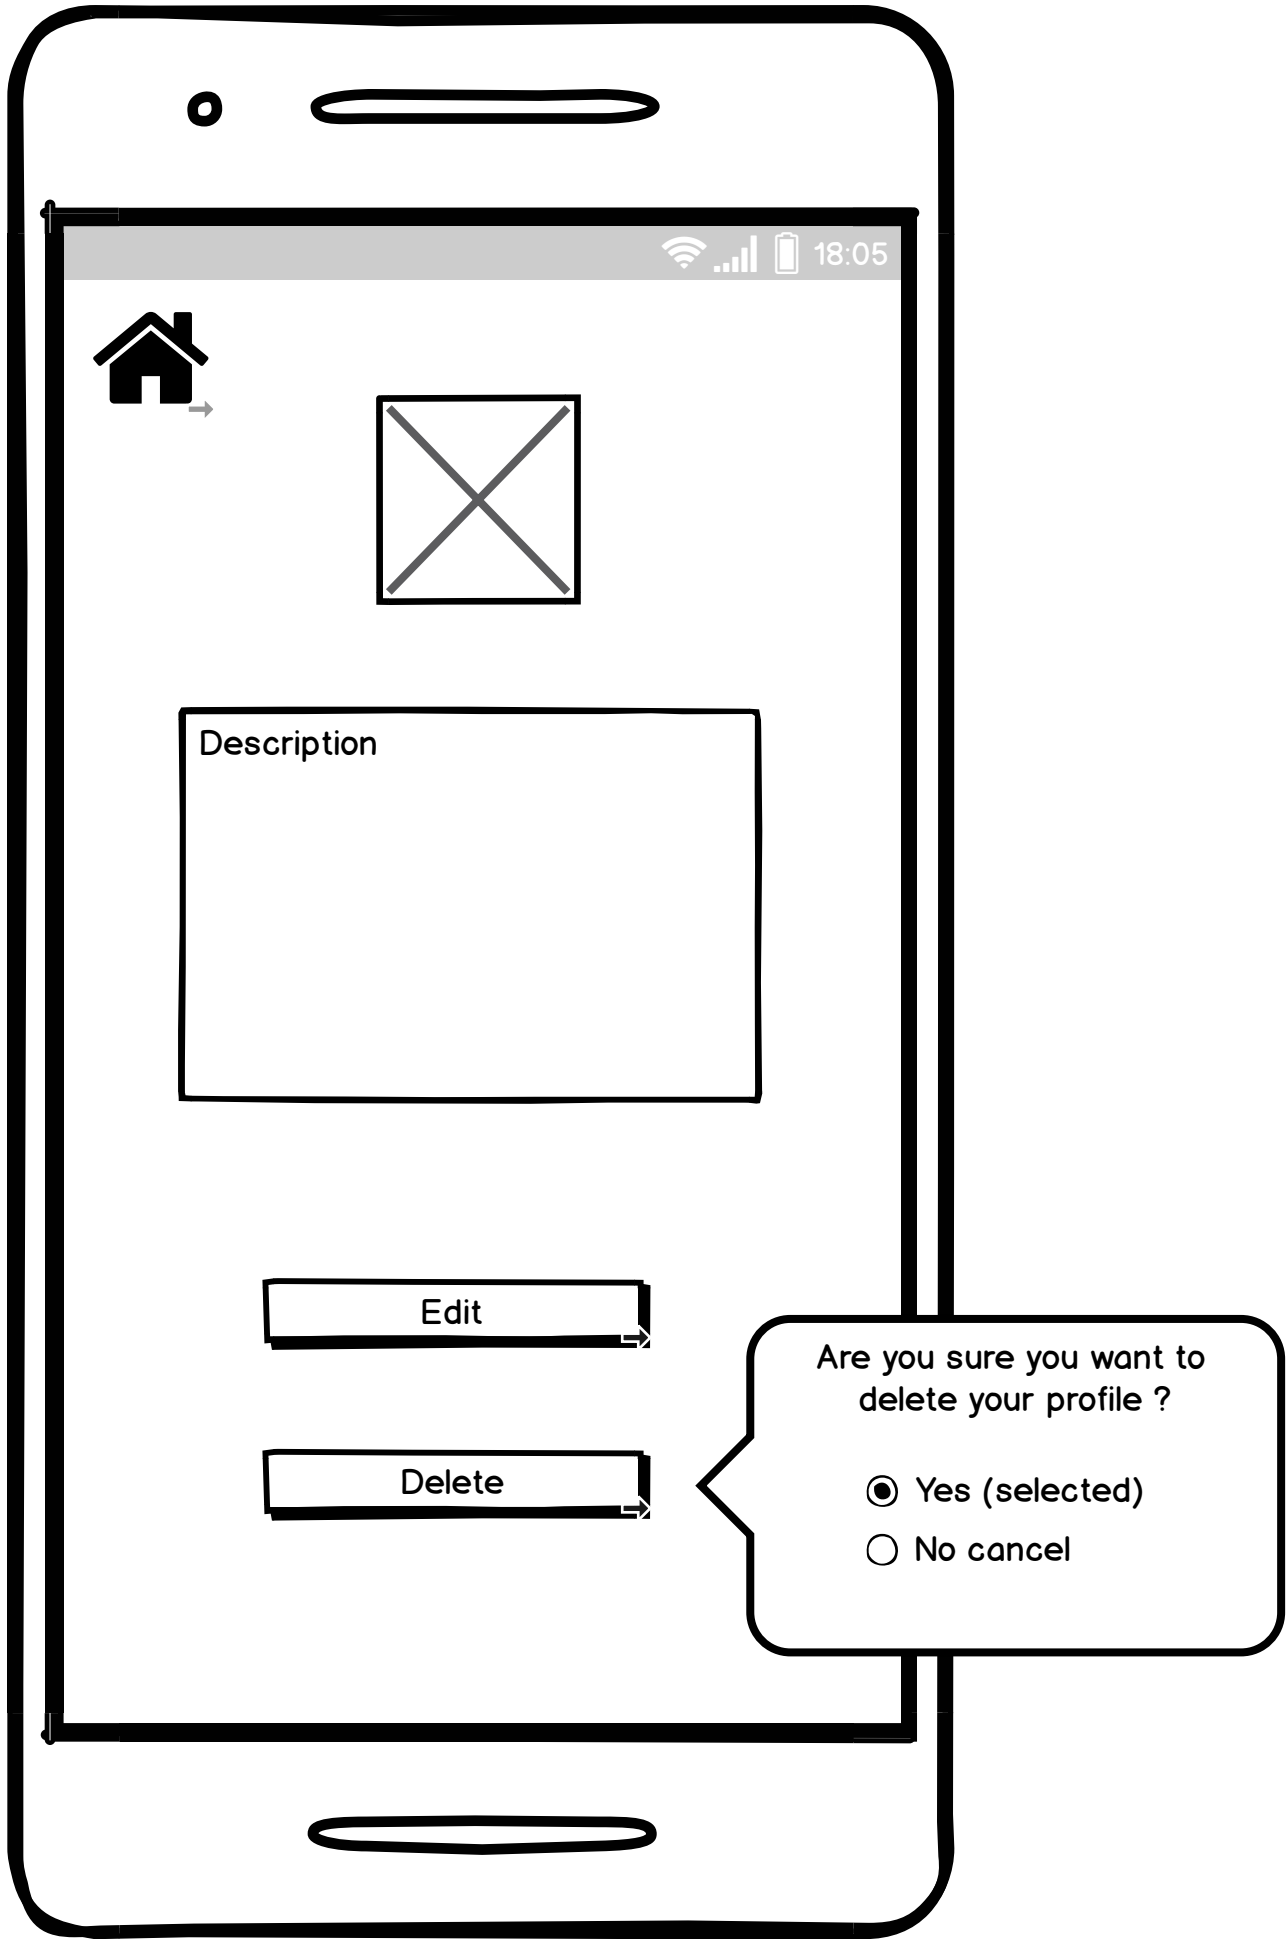 18:05
Description
Edit
Are you sure you want to
delete your profile ?
Delete
Yes (selected)
No cancel